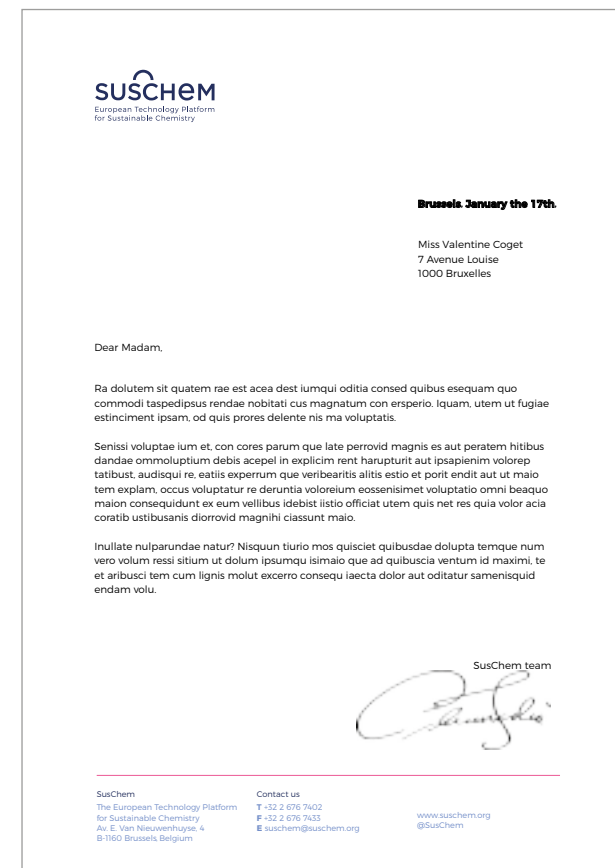 SUSCHEM
European Technology Platform
for Sustainable Chemistry
Brussels, January the 17th,
Miss Valentine Coget
7 Avenue Louise
1000 Bruxelles
Dear Madam,
Ra dolutem sit quatem rae est acea dest iumqui oditia consed quibus esequam quo
commodi taspedipsus rendae nobitati cus magnatum con ersperio. Iquam, utem ut fugiae
estinciment ipsam, od quis prores delente nis ma voluptatis.
Senissi voluptae ium et, con cores parum que late perrovid magnis es aut peratem hitibus
dandae ommoluptium debis acepel in explicim rent harupturit aut ipsapienim volorep
tatibust, audisqui re, eatiis experrum que veribearitis alitis estio et porit endit aut ut maio
tem explam, occus voluptatur re deruntia voloreium eossenisimet voluptatio omni beaquo
maion consequidunt ex eum vellibus idebist iistio officiat utem quis net res quia volor acia
coratib ustibusanis diorrovid magnihi ciassunt maio.
Inullate nulparundae natur? Nisquun tiurio mos quisciet quibusdae dolupta temque num
vero volum ressi sitium ut dolum ipsumqu isimaio que ad quibuscia ventum id maximi, te
et aribusci tem cum lignis molut excerro consequ iaecta dolor aut oditatur samenisquid
endam volu.
SusChem team
SusChem
The European Technology Platform
for Sustainable Chemistry
Av. E. Van Nieuwenhuyse, 4
B-1160 Brussels Belgium
Contact us
T +32 2 676 7402
F +32 2 676 7433
E suschem@suschem.org
www.suschem.org
@SusChem